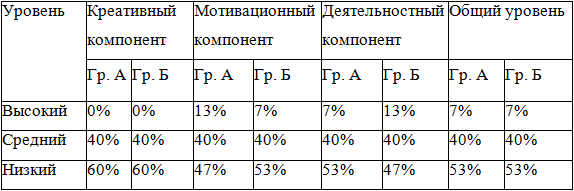 Уровень Креативный Мотивационный Деятельностный Общий уровень
компонент компонент компонент
Гр. А Гр. Б Гр. А Гр. Б Гр. А Гр. Б Гр. А Гр. Б
Высокий 0% 0% 13% 7% 7% 13% 7% 7%
Средний 40% 40% 40% 40% 40% 40% 40% 40%
Низкий 60% 60% 47% 53% 53% 47% 53% 53%